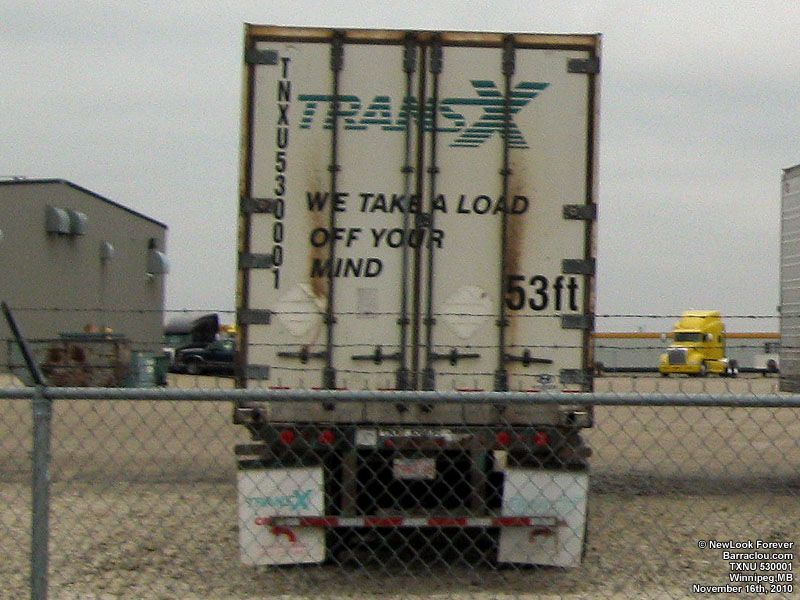 TNXU530001
TRANSX
WE TAKE A LOAD
OFF YOUR
MIND
53ft
TRANSX
© NewLook Forever
Barraclou.com
TXNU 530001
Winnipeg,MB
November 16th, 2010